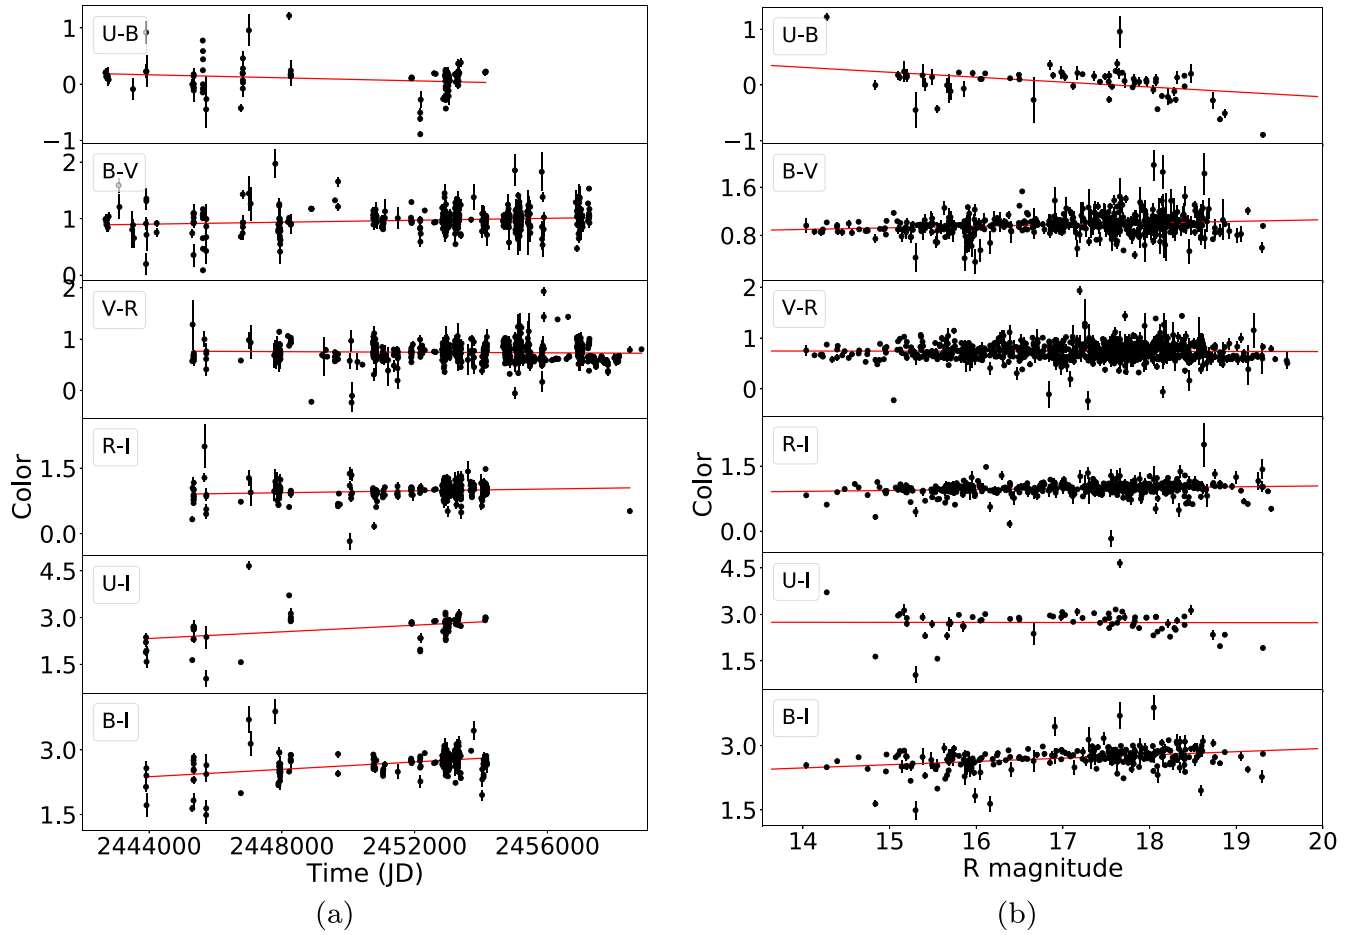 U-B
1
0
−1
B-V
2
1
0
V-R
2
1
0
R-I
1.5
0.0
U-I
4.5
3.0
1.5
B-I
3.0
1.5
Color
2444000 2448000 2452000 2456000
Time (JD)
(a)
U-B
1
0
−1
B-V
1.6
0.8
V-R
2
1
0
R-I
1.5
0.0
U-I
4.5
3.0
1.5
B-I
3.0
1.5
Color
14 15 16 17 18 19 20
R magnitude
(b)